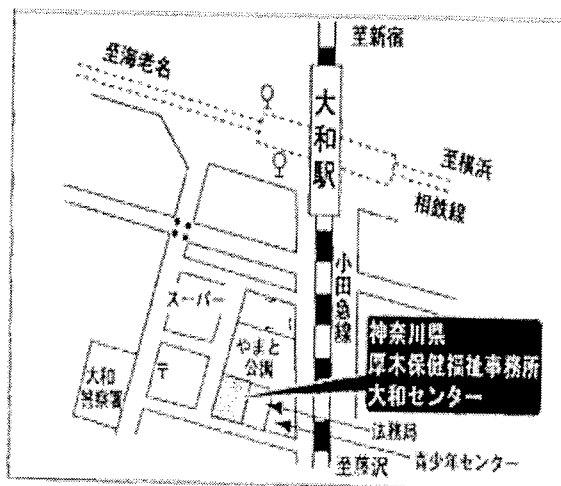 至新宿
至海老名
大和駅
至横浜
相鉄線
小田急線
スーパー
やまと
公園
神奈川県
厚木保健福祉事務所
大和センター
大和
警察署
〒
法務局
青少年センター
至藤沢